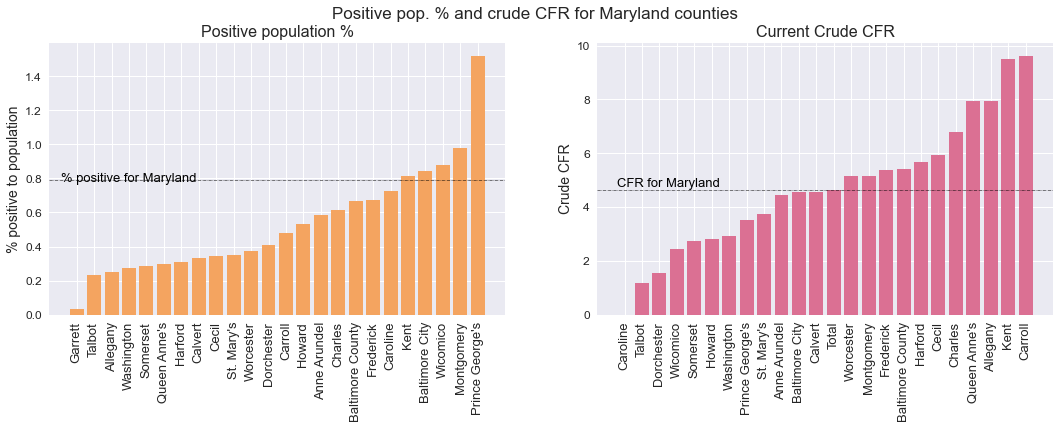 Positive pop. % and crude CFR for Maryland counties
Positive population %
% positive to population
1.4
1.2
1.0
0.8
0.6
0.4
0.2
0.0
% positive for Maryland
Garrett
Talbot
Allegany
Washington
Somerset
Queen Anne's
Harford
Calvert
Cecil
St. Mary's
Worcester
Dorchester
Carroll
Howard
Anne Arundel
Charles
Baltimore County
Frederick
Caroline
Kent
Baltimore City
Wicomico
Montgomery
Prince George's
Current Crude CFR
Crude CFR
10
8
6
4
2
0
CFR for Maryland
Caroline
Talbot
Dorchester
Wicomico
Somerset
Howard
Washington
Prince George's
St. Mary's
Anne Arundel
Baltimore City
Calvert
Total
Worcester
Montgomery
Frederick
Baltimore County
Harford
Cecil
Charles
Queen Anne's
Allegany
Kent
Carroll